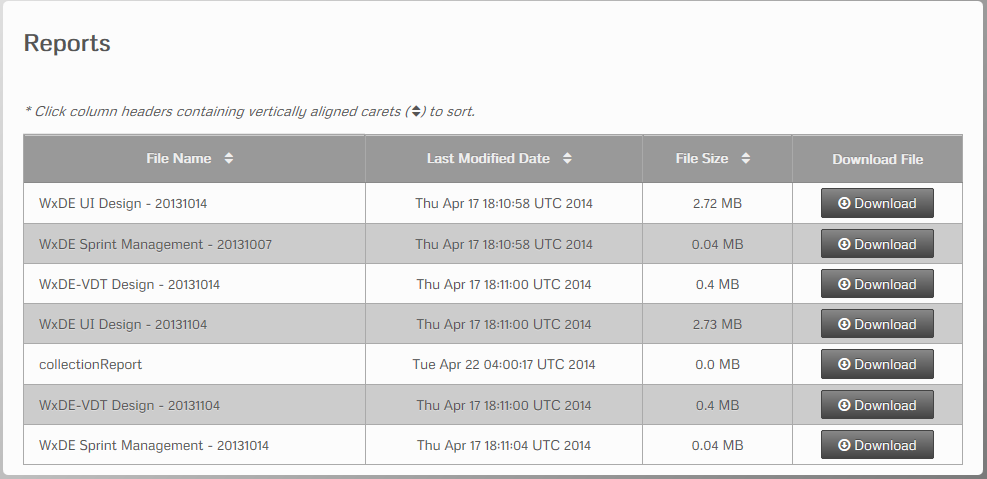 Reports
* Click column headers containing vertically aligned carets (⬍) to sort.
File Name Last Modified Date File Size Download File
WxDE UI Design - 20131014 Thu Apr 17 18:10:58 UTC 2014 2.72 MB Download
WxDE Sprint Management - 20131007 Thu Apr 17 18:10:58 UTC 2014 0.04 MB Download
WxDE-VDT Design - 20131014 Thu Apr 17 18:11:00 UTC 2014 0.4 MB Download
WxDE UI Design - 20131104 Thu Apr 17 18:11:00 UTC 2014 2.73 MB Download
collectionReport Tue Apr 22 04:00:17 UTC 2014 0.0 MB Download
WxDE-VDT Design - 20131104 Thu Apr 17 18:11:00 UTC 2014 0.4 MB Download
WxDE Sprint Management - 20131014 Thu Apr 17 18:11:04 UTC 2014 0.04 MB Download